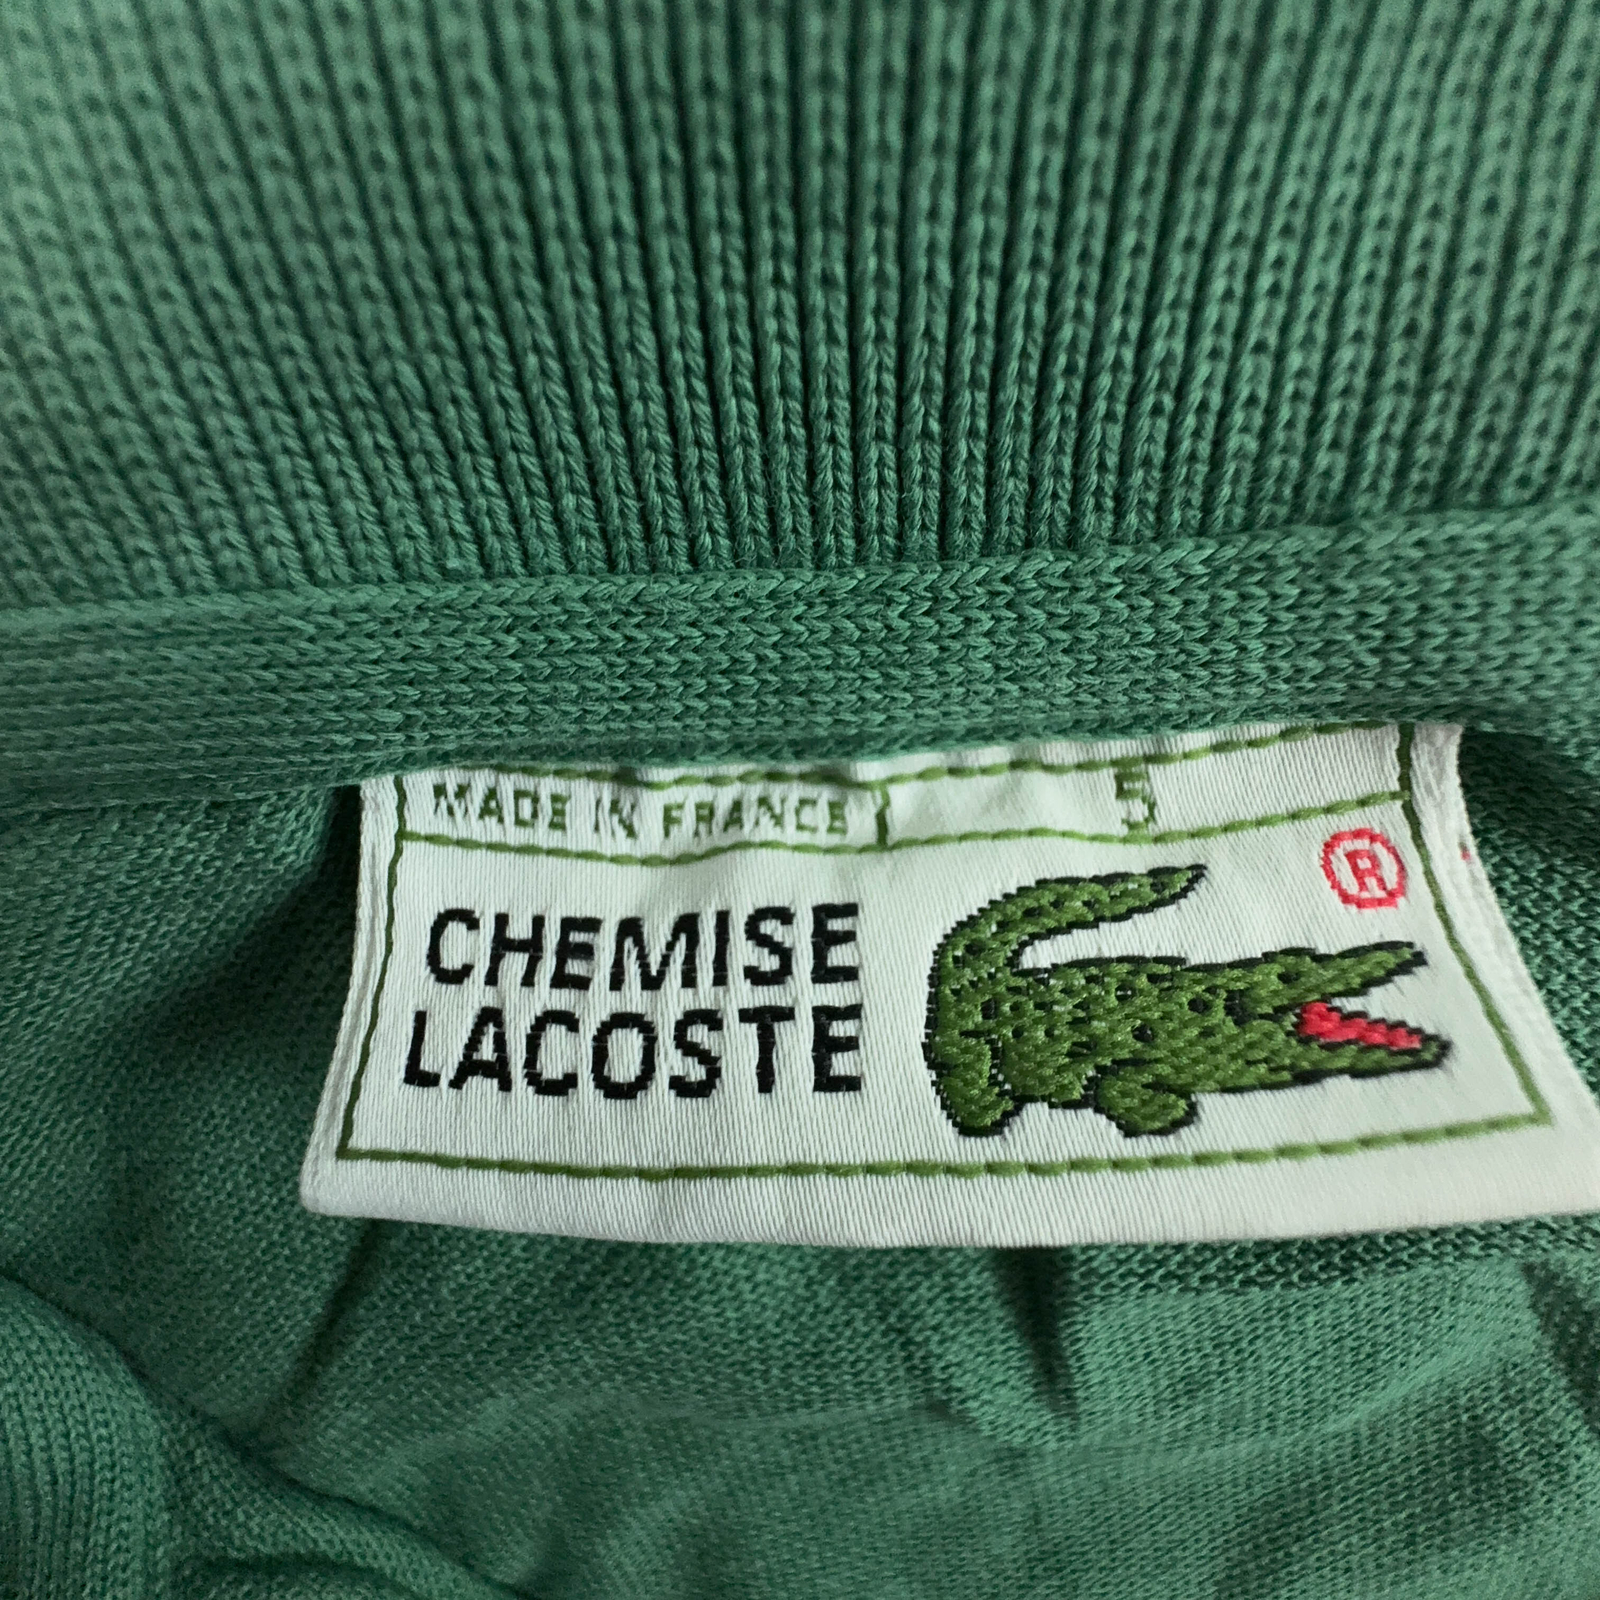 MADE IN FRANCE 5
®
CHEMISE
LACOSTE